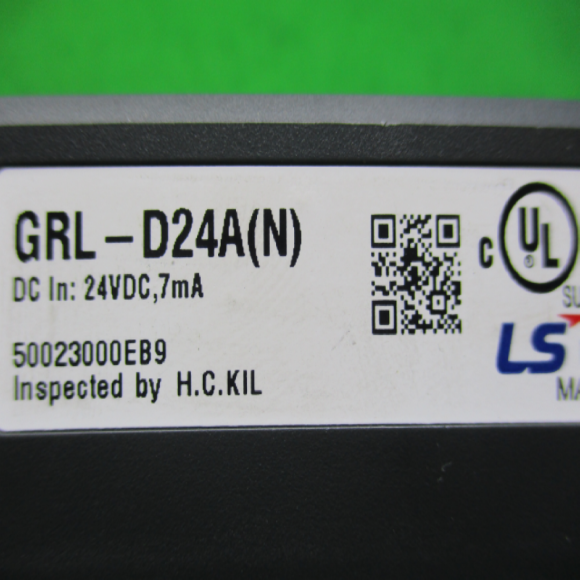 GRL-D24A(N)
DC In: 24VDC,7mA
50023000EB9
Inspected by H.C.KIL
C UL ®
LS